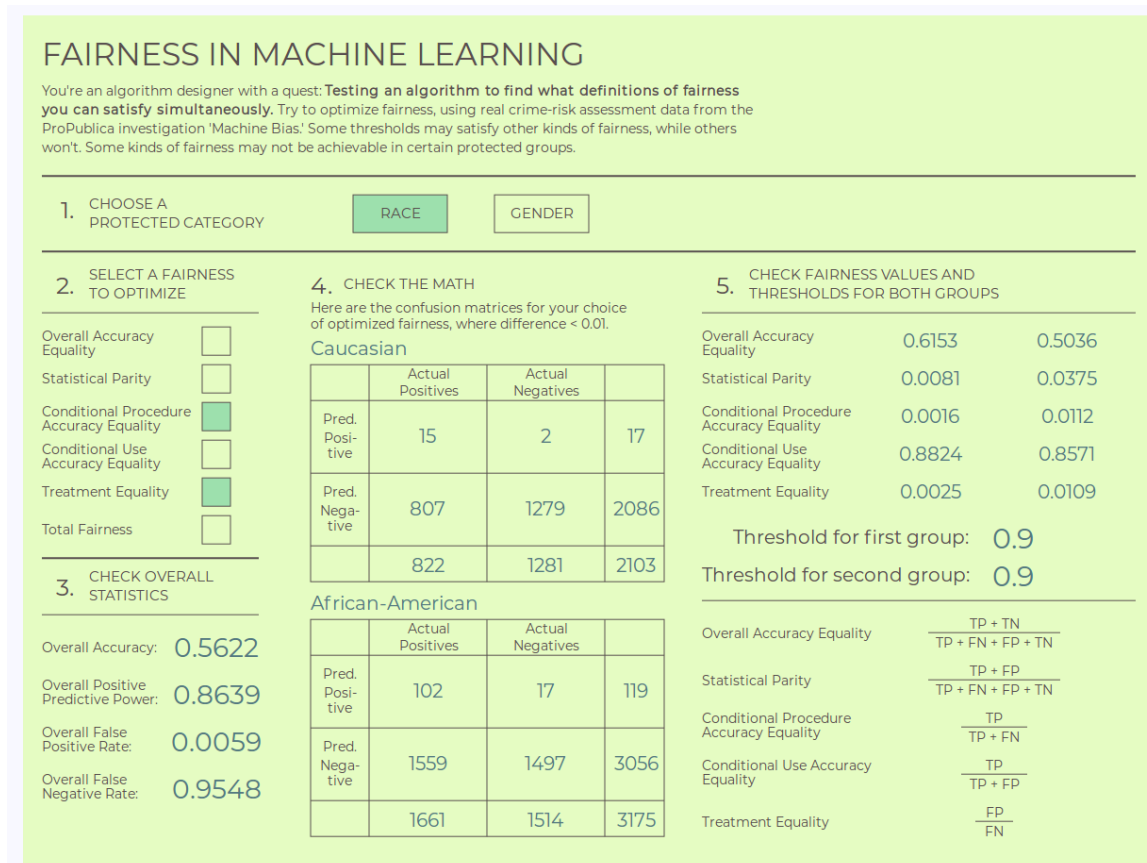 FAIRNESS IN MACHINE LEARNING
You're an algorithm designer with a quest: Testing an algorithm to find what definitions of fairness
you can satisfy simultaneously. Try to optimize fairness, using real crime-risk assessment data from the
ProPublica investigation 'Machine Bias.' Some thresholds may satisfy other kinds of fairness, while others
won't. Some kinds of fairness may not be achievable in certain protected groups.
1. CHOOSE A
PROTECTED CATEGORY
RACE
GENDER
2. SELECT A FAIRNESS
TO OPTIMIZE
Overall Accuracy
Equality
Statistical Parity
Conditional Procedure
Accuracy Equality
Conditional Use
Accuracy Equality
Treatment Equality
Total Fairness
3. CHECK OVERALL
STATISTICS
Overall Accuracy: 0.5622
Overall Positive
Predictive Power: 0.8639
Overall False
Positive Rate: 0.0059
Overall False
Negative Rate: 0.9548
4. CHECK THE MATH
Here are the confusion matrices for your choice
of optimized fairness, where difference < 0.01.
Caucasian
Actual
Positives
Actual
Negatives
Pred.
Posi-
tive
15 2 17
Pred.
Nega-
tive
807 1279 2086
822 1281 2103
African-American
Actual
Positives
Actual
Negatives
Pred.
Posi-
tive
102 17 119
Pred.
Nega-
tive
1559 1497 3056
1661 1514 3175
5. CHECK FAIRNESS VALUES AND
THRESHOLDS FOR BOTH GROUPS
Overall Accuracy
Equality
0.6153 0.5036
Statistical Parity 0.0081 0.0375
Conditional Procedure
Accuracy Equality
0.0016 0.0112
Conditional Use
Accuracy Equality
0.8824 0.8571
Treatment Equality 0.0025 0.0109
Threshold for first group: 0.9
Threshold for second group: 0.9
Overall Accuracy Equality
TP + TN
TP + FN + FP + TN
Statistical Parity
TP + FP
TP + FN + FP + TN
Conditional Procedure
Accuracy Equality
TP
TP + FN
Conditional Use Accuracy
Equality
TP
TP + FP
Treatment Equality
FP
FN